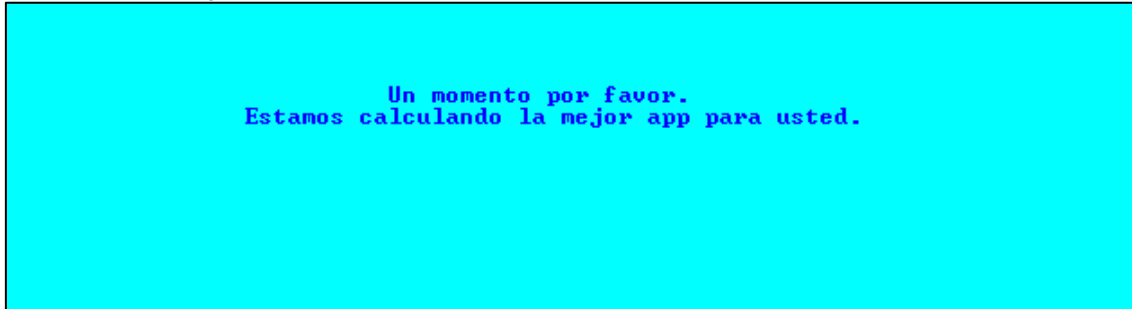 Un momento por favor.
Estamos calculando la mejor app para usted.